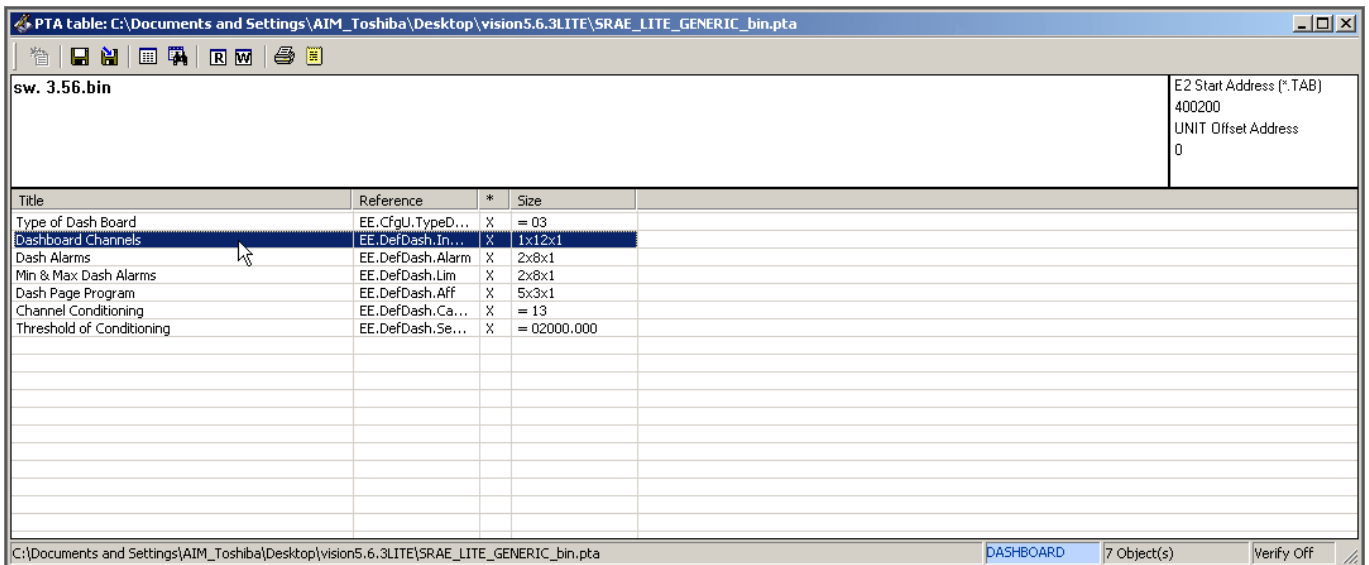 PTA table: C:\Documents and Settings\AIM_Toshiba\Desktop\vision5.6.3LITE\SRAE_LITE_GENERIC_bin.pta
R W
sw. 3.56.bin
E2 Start Address (*.TAB)
400200
UNIT Offset Address
0
Title Reference * Size
Type of Dash Board EE.CfgU.TypeD... X = 03
Dashboard Channels EE.DefDash.In... X 1x12x1
Dash Alarms EE.DefDash.Alarm X 2x8x1
Min & Max Dash Alarms EE.DefDash.Lim X 2x8x1
Dash Page Program EE.DefDash.Aff X 5x3x1
Channel Conditioning EE.DefDash.Ca... X = 13
Threshold of Conditioning EE.DefDash.Se... X = 02000.000
C:\Documents and Settings\AIM_Toshiba\Desktop\vision5.6.3LITE\SRAE_LITE_GENERIC_bin.pta DASHBOARD 7 Object(s) Verify Off